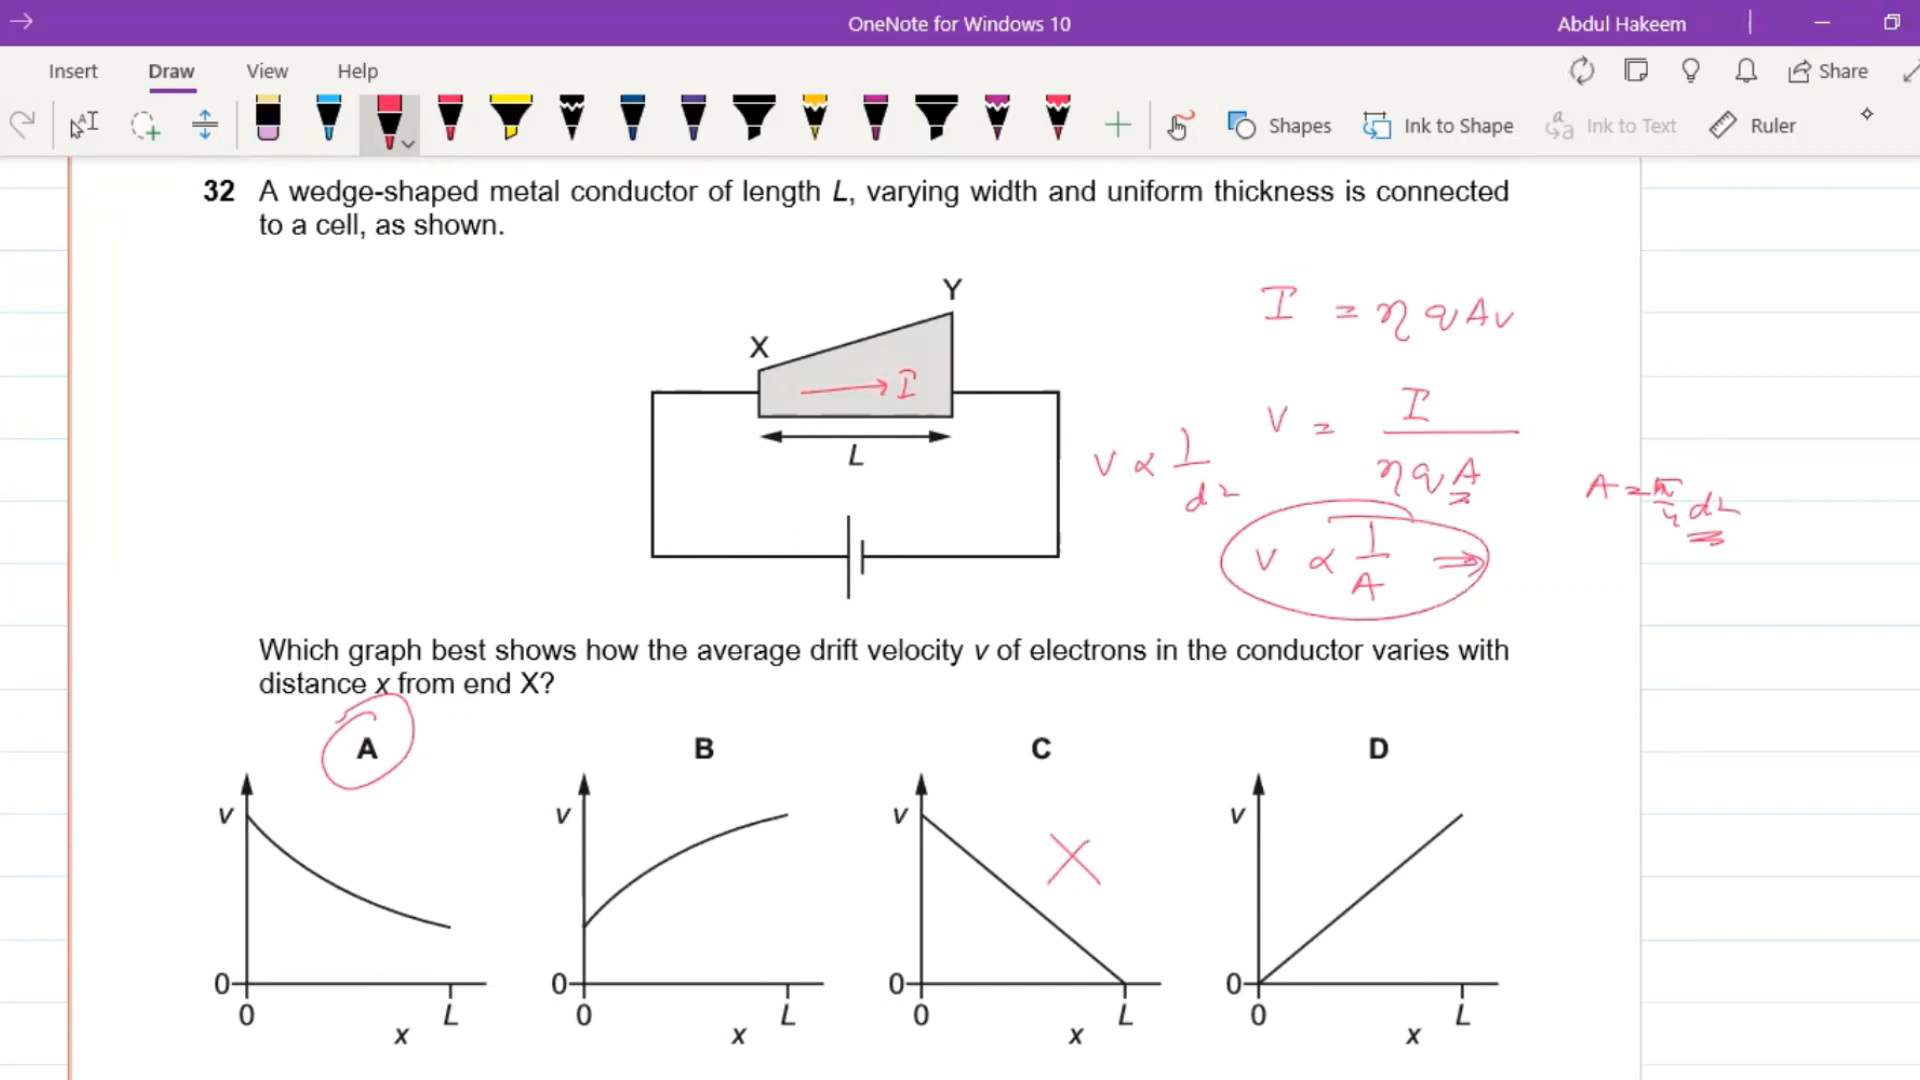 OneNote for Windows 10
Abdul Hakeem
Insert
Draw
View
Help
Share
Shapes
Ink to Shape
Ink to Text
Ruler
32 A wedge-shaped metal conductor of length L, varying width and uniform thickness is connected
to a cell, as shown.
Y
X
I
L
I = ηqAv
V = I / ηqA
V ∝ 1/d²
A = π/4 d²
V ∝ 1/A ⇒
Which graph best shows how the average drift velocity v of electrons in the conductor varies with
distance x from end X?
A
B
C
D
v
v
v
v
0
0
0
0
0
L
0
L
0
L
0
L
x
x
x
x